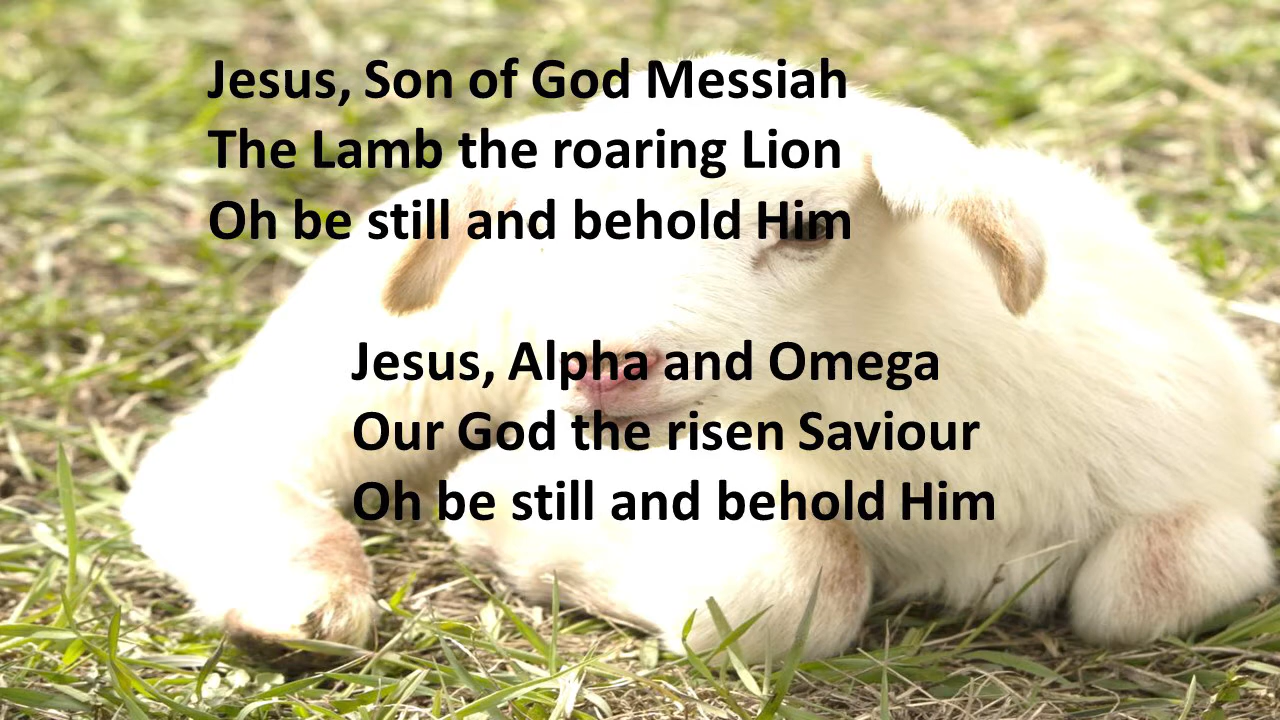 Jesus, Son of God Messiah
The Lamb the roaring Lion
Oh be still and behold Him
Jesus, Alpha and Omega
Our God the risen Saviour
Oh be still and behold Him